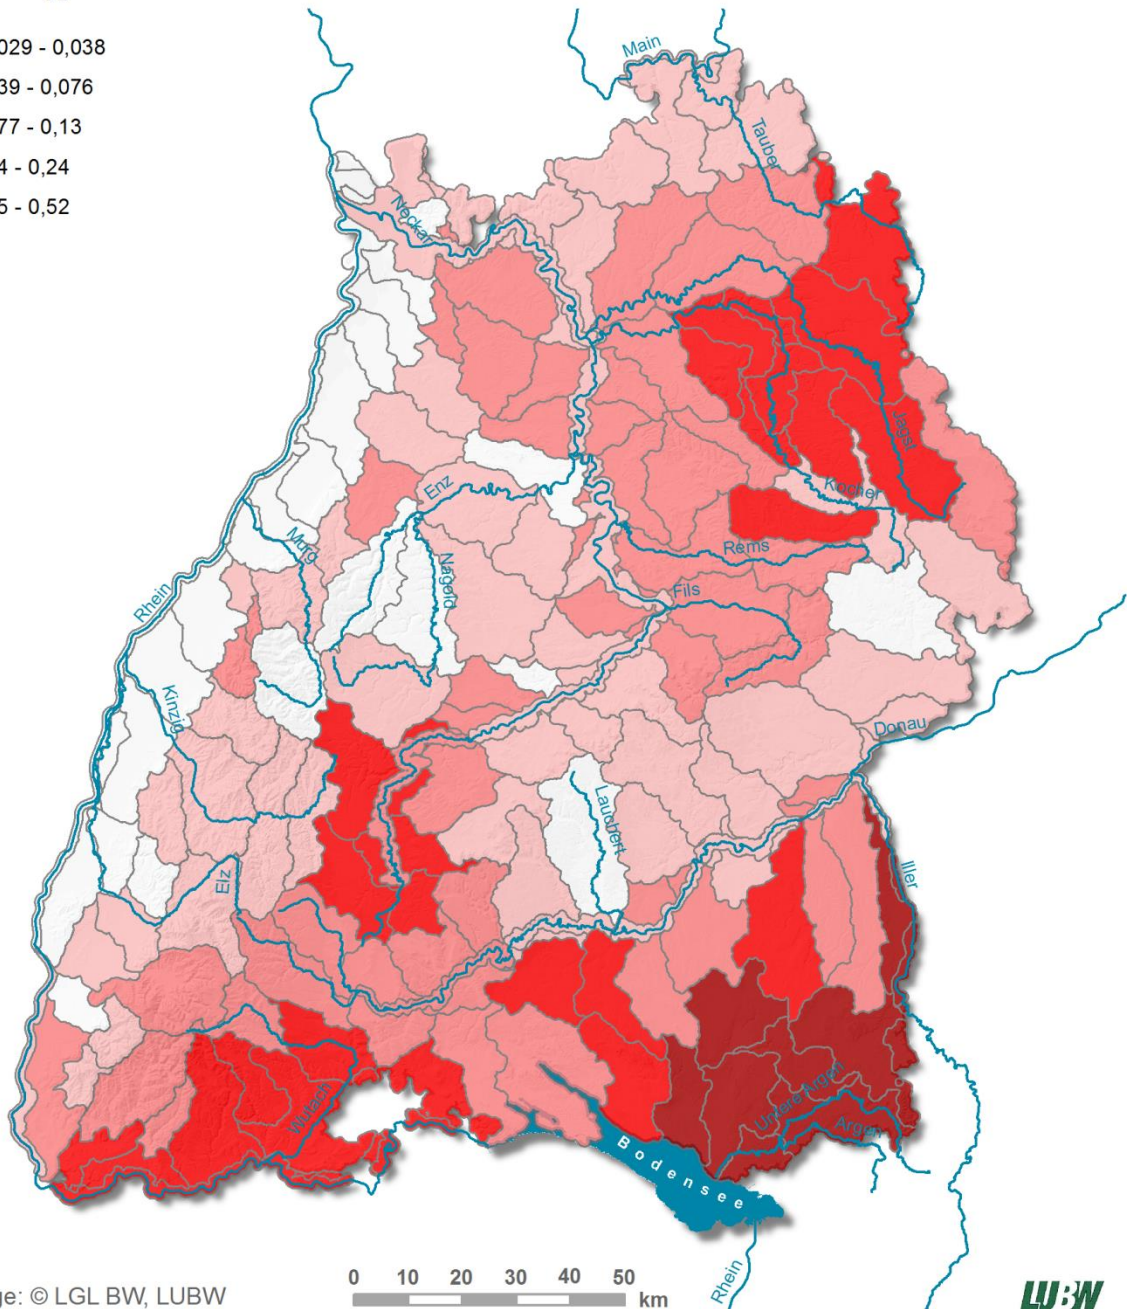 029 - 0,038
39 - 0,076
77 - 0,13
4 - 0,24
5 - 0,52
Main
Tauber
Neckar
Jagst
Kocher
Enz
Murg
Nagold
Rems
Rhein
Fils
Kinzig
Donau
Lauchert
Iller
Elz
Wutach
Untere Argen
Argen
Bodensee
Rhein
0 10 20 30 40 50
km
ge: © LGL BW, LUBW
LUBW